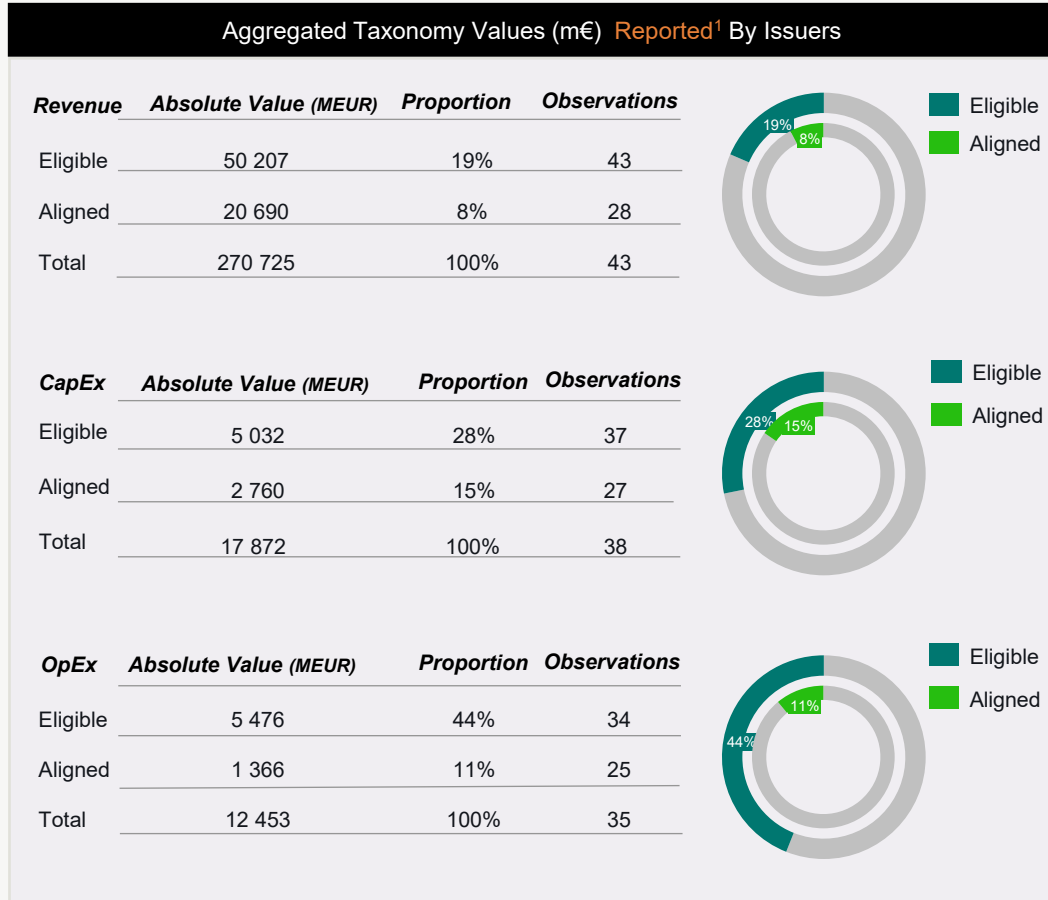 Aggregated Taxonomy Values (m€) Reported¹ By Issuers
Revenue Absolute Value (MEUR) Proportion Observations
Eligible 50 207 19% 43
Aligned 20 690 8% 28
Total 270 725 100% 43
19%
8%
Eligible
Aligned
CapEx Absolute Value (MEUR) Proportion Observations
Eligible 5 032 28% 37
Aligned 2 760 15% 27
Total 17 872 100% 38
28%
15%
Eligible
Aligned
OpEx Absolute Value (MEUR) Proportion Observations
Eligible 5 476 44% 34
Aligned 1 366 11% 25
Total 12 453 100% 35
11%
44%
Eligible
Aligned